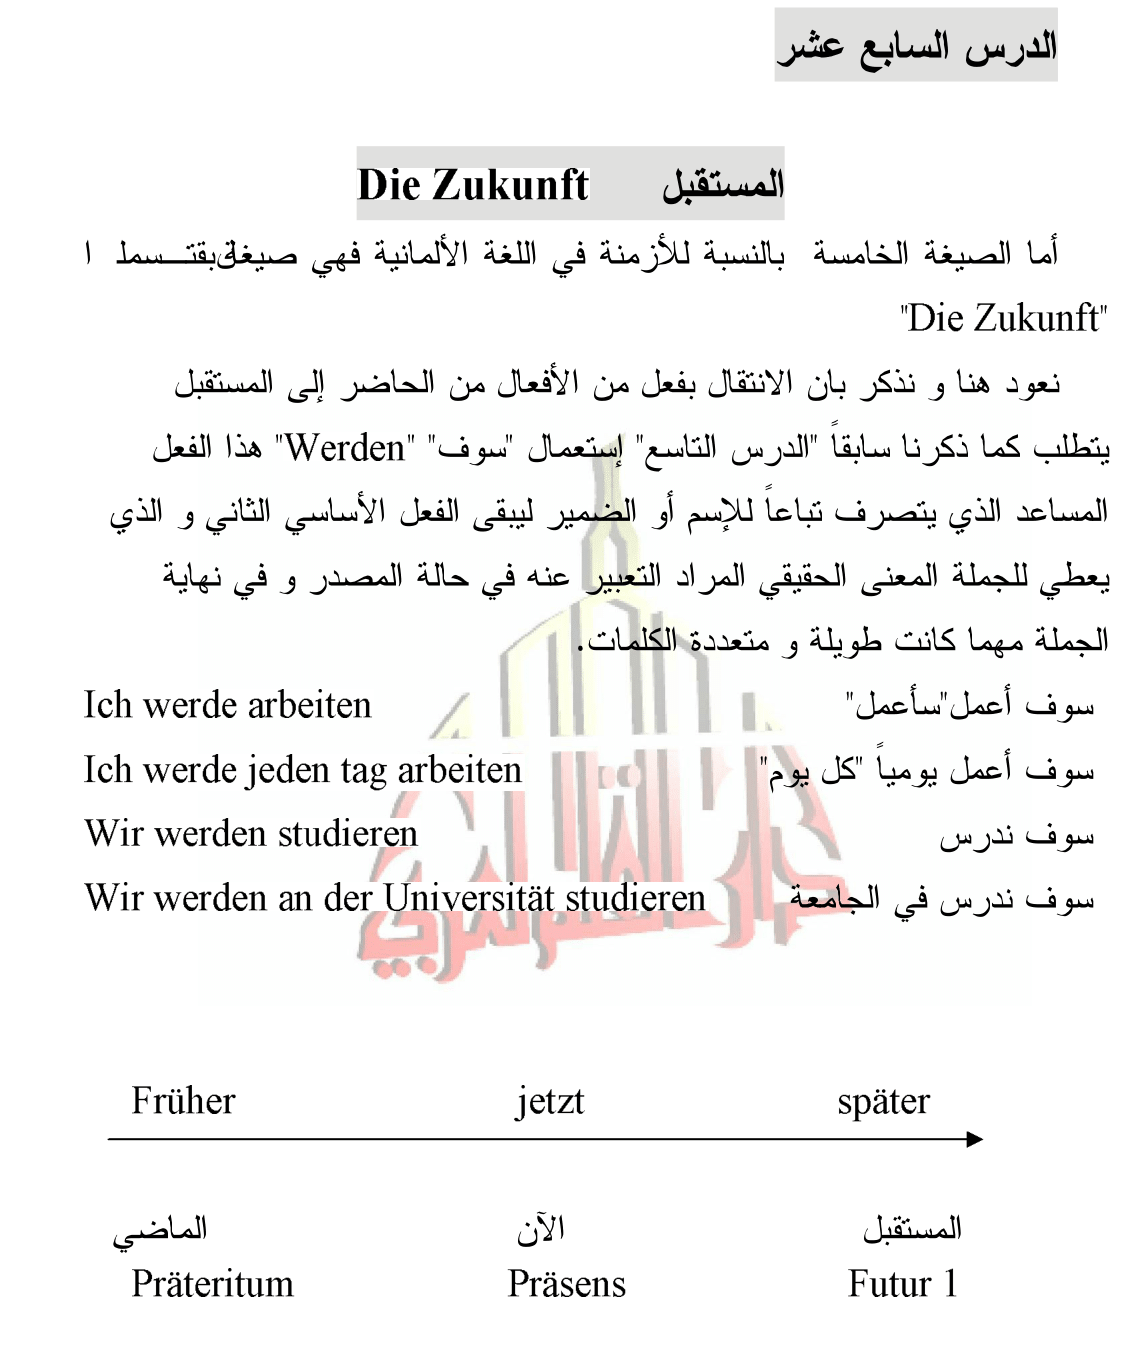 الدرس السابع عشر
المستقبل Die Zukunft
أما الصيغة الخامسة بالنسبة للأزمنة في اللغة الألمانية فهي
"Die Zukunft"
نعود هنا و نذكر بان الانتقال بفعل من الأفعال من الحاضر إلى المستقبل
يتطلب كما ذكرنا سابقاً "الدرس التاسع" إستعمال "سوف" "Werden" هذا الفعل
المساعد الذي يتصرف تباعاً للإسم أو الضمير ليبقى الفعل الأساسي الثاني و الذي
يعطي للجملة المعنى الحقيقي المراد التعبير عنه في حالة المصدر و في نهاية
الجملة مهما كانت طويلة و متعددة الكلمات.
سوف أعمل"سأعمل" Ich werde arbeiten
سوف أعمل يومياً "كل يوم" Ich werde jeden tag arbeiten
سوف ندرس Wir werden studieren
سوف ندرس في الجامعة Wir werden an der Universität studieren
Früher jetzt später
الماضي الآن المستقبل
Präteritum Präsens Futur 1